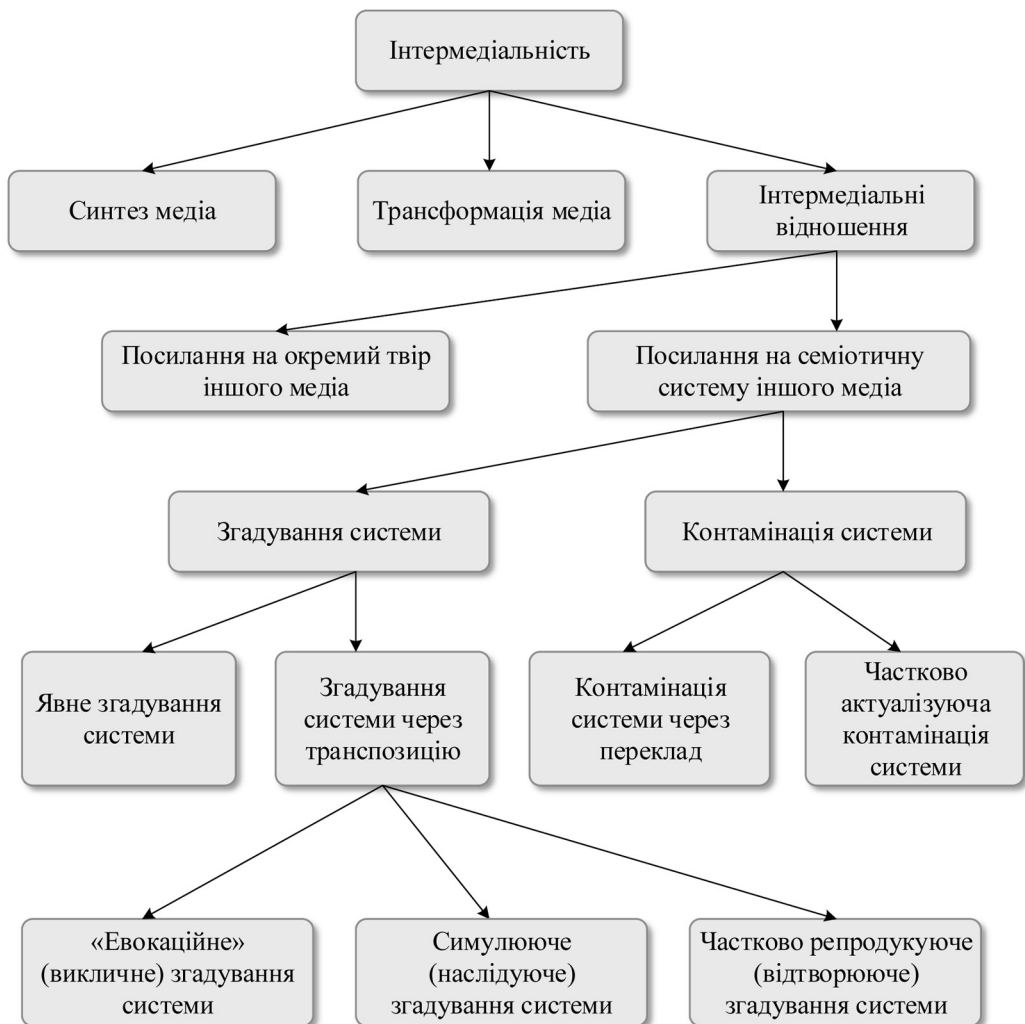 Інтермедіальність
Синтез медіа
Трансформація медіа
Інтермедіальні
відношення
Посилання на окремий твір
іншого медіа
Посилання на семіотичну
систему іншого медіа
Згадування системи
Контамінація системи
Явне згадування
системи
Згадування
системи через
транспозицію
Контамінація
системи через
переклад
Частково
актуалізуюча
контамінація
системи
«Евокаційне»
(викличне) згадування
системи
Симулююче
(наслідуюче)
згадування системи
Частково репродукуюче
(відтворююче)
згадування системи